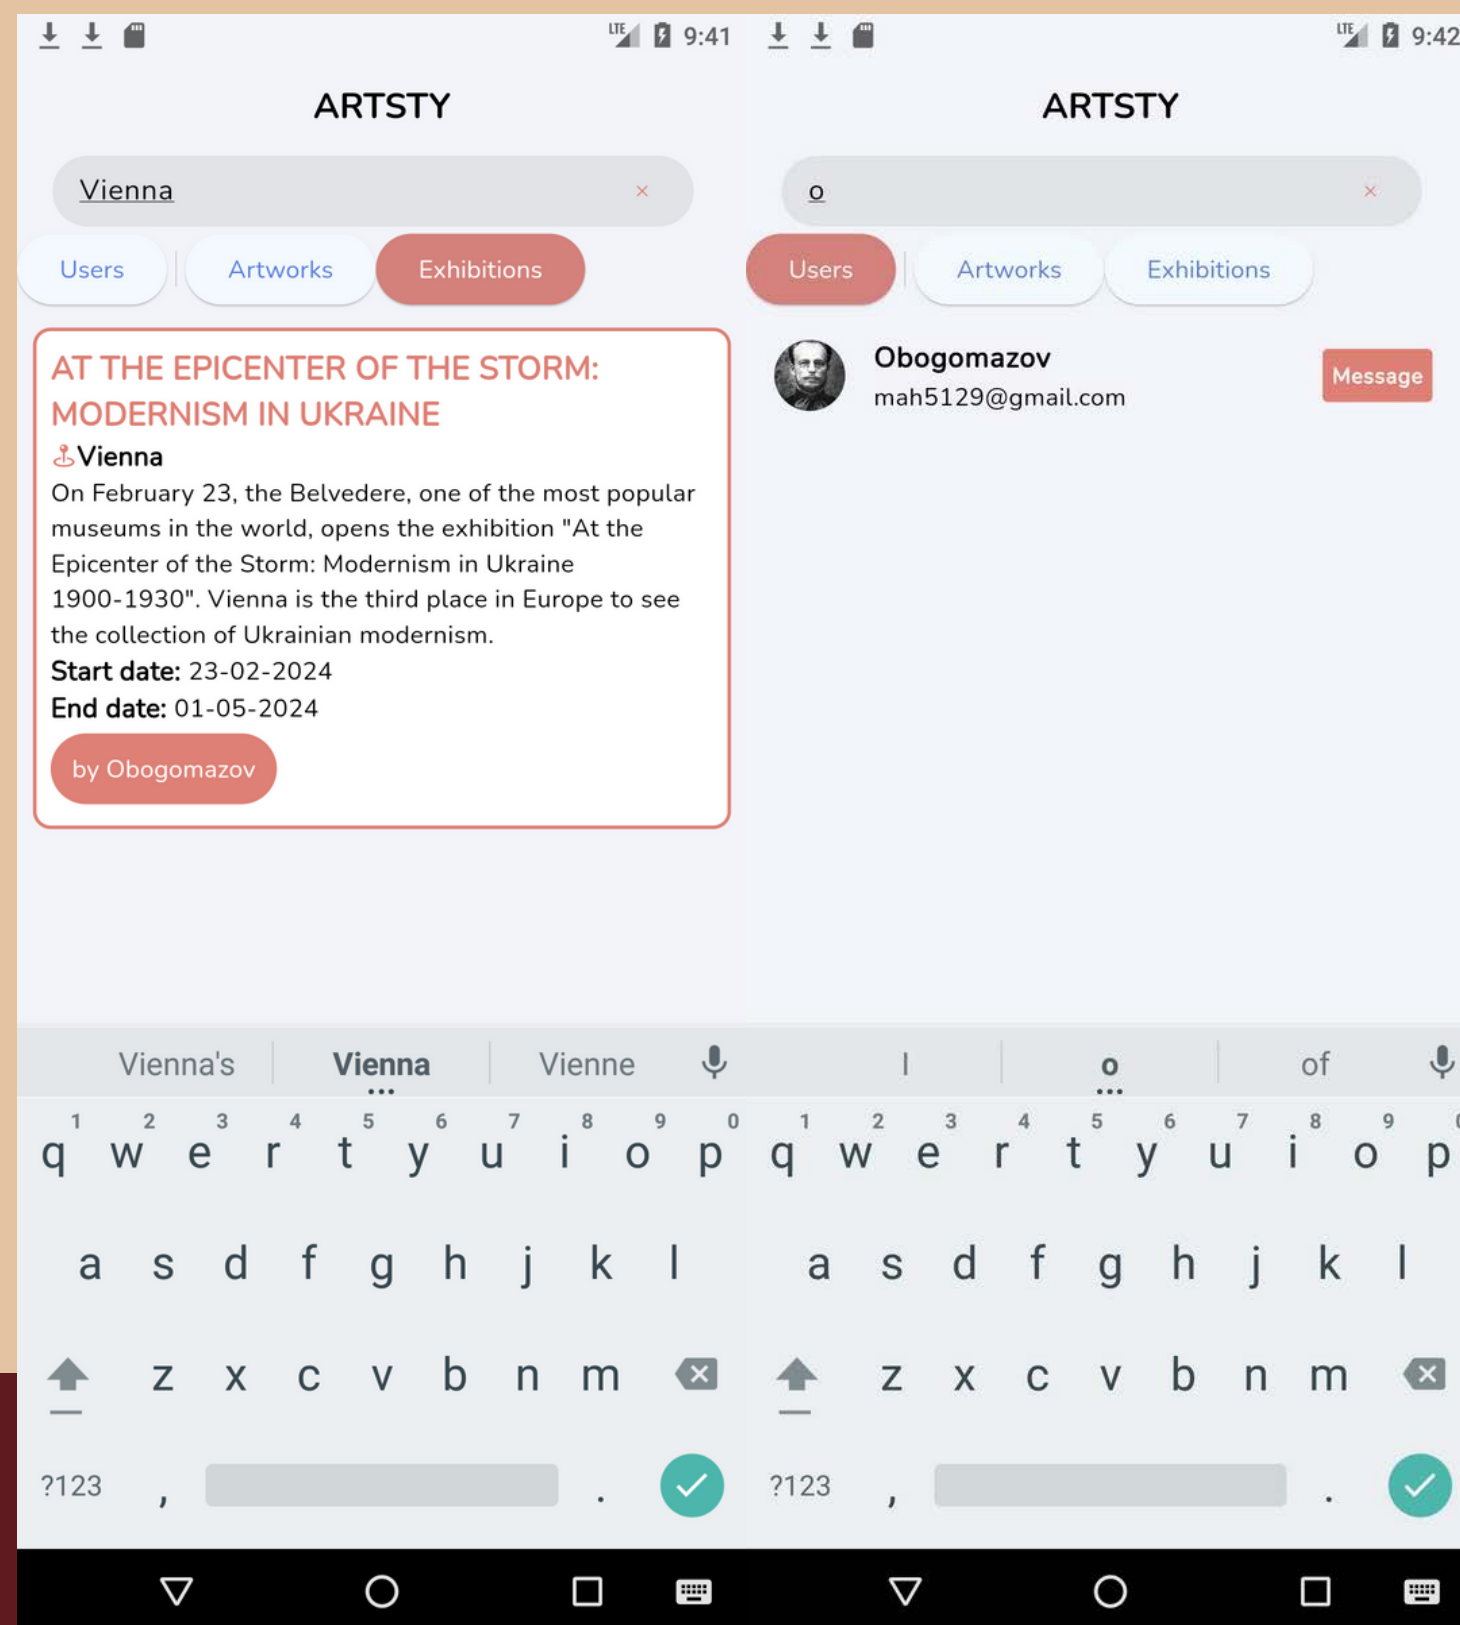 LTE 9:41
ARTSTY
Vienna ×
Users Artworks Exhibitions
AT THE EPICENTER OF THE STORM:
MODERNISM IN UKRAINE
Vienna
On February 23, the Belvedere, one of the most popular
museums in the world, opens the exhibition "At the
Epicenter of the Storm: Modernism in Ukraine
1900-1930". Vienna is the third place in Europe to see
the collection of Ukrainian modernism.
Start date: 23-02-2024
End date: 01-05-2024
by Obogomazov
Vienna's Vienna Vienne
1 2 3 4 5 6 7 8 9 0
q w e r t y u i o p
a s d f g h j k l
z x c v b n m
?123 , .
LTE 9:42
ARTSTY
o ×
Users Artworks Exhibitions
Obogomazov
mah5129@gmail.com
Message
I o of
1 2 3 4 5 6 7 8 9 0
q w e r t y u i o p
a s d f g h j k l
z x c v b n m
?123 , .